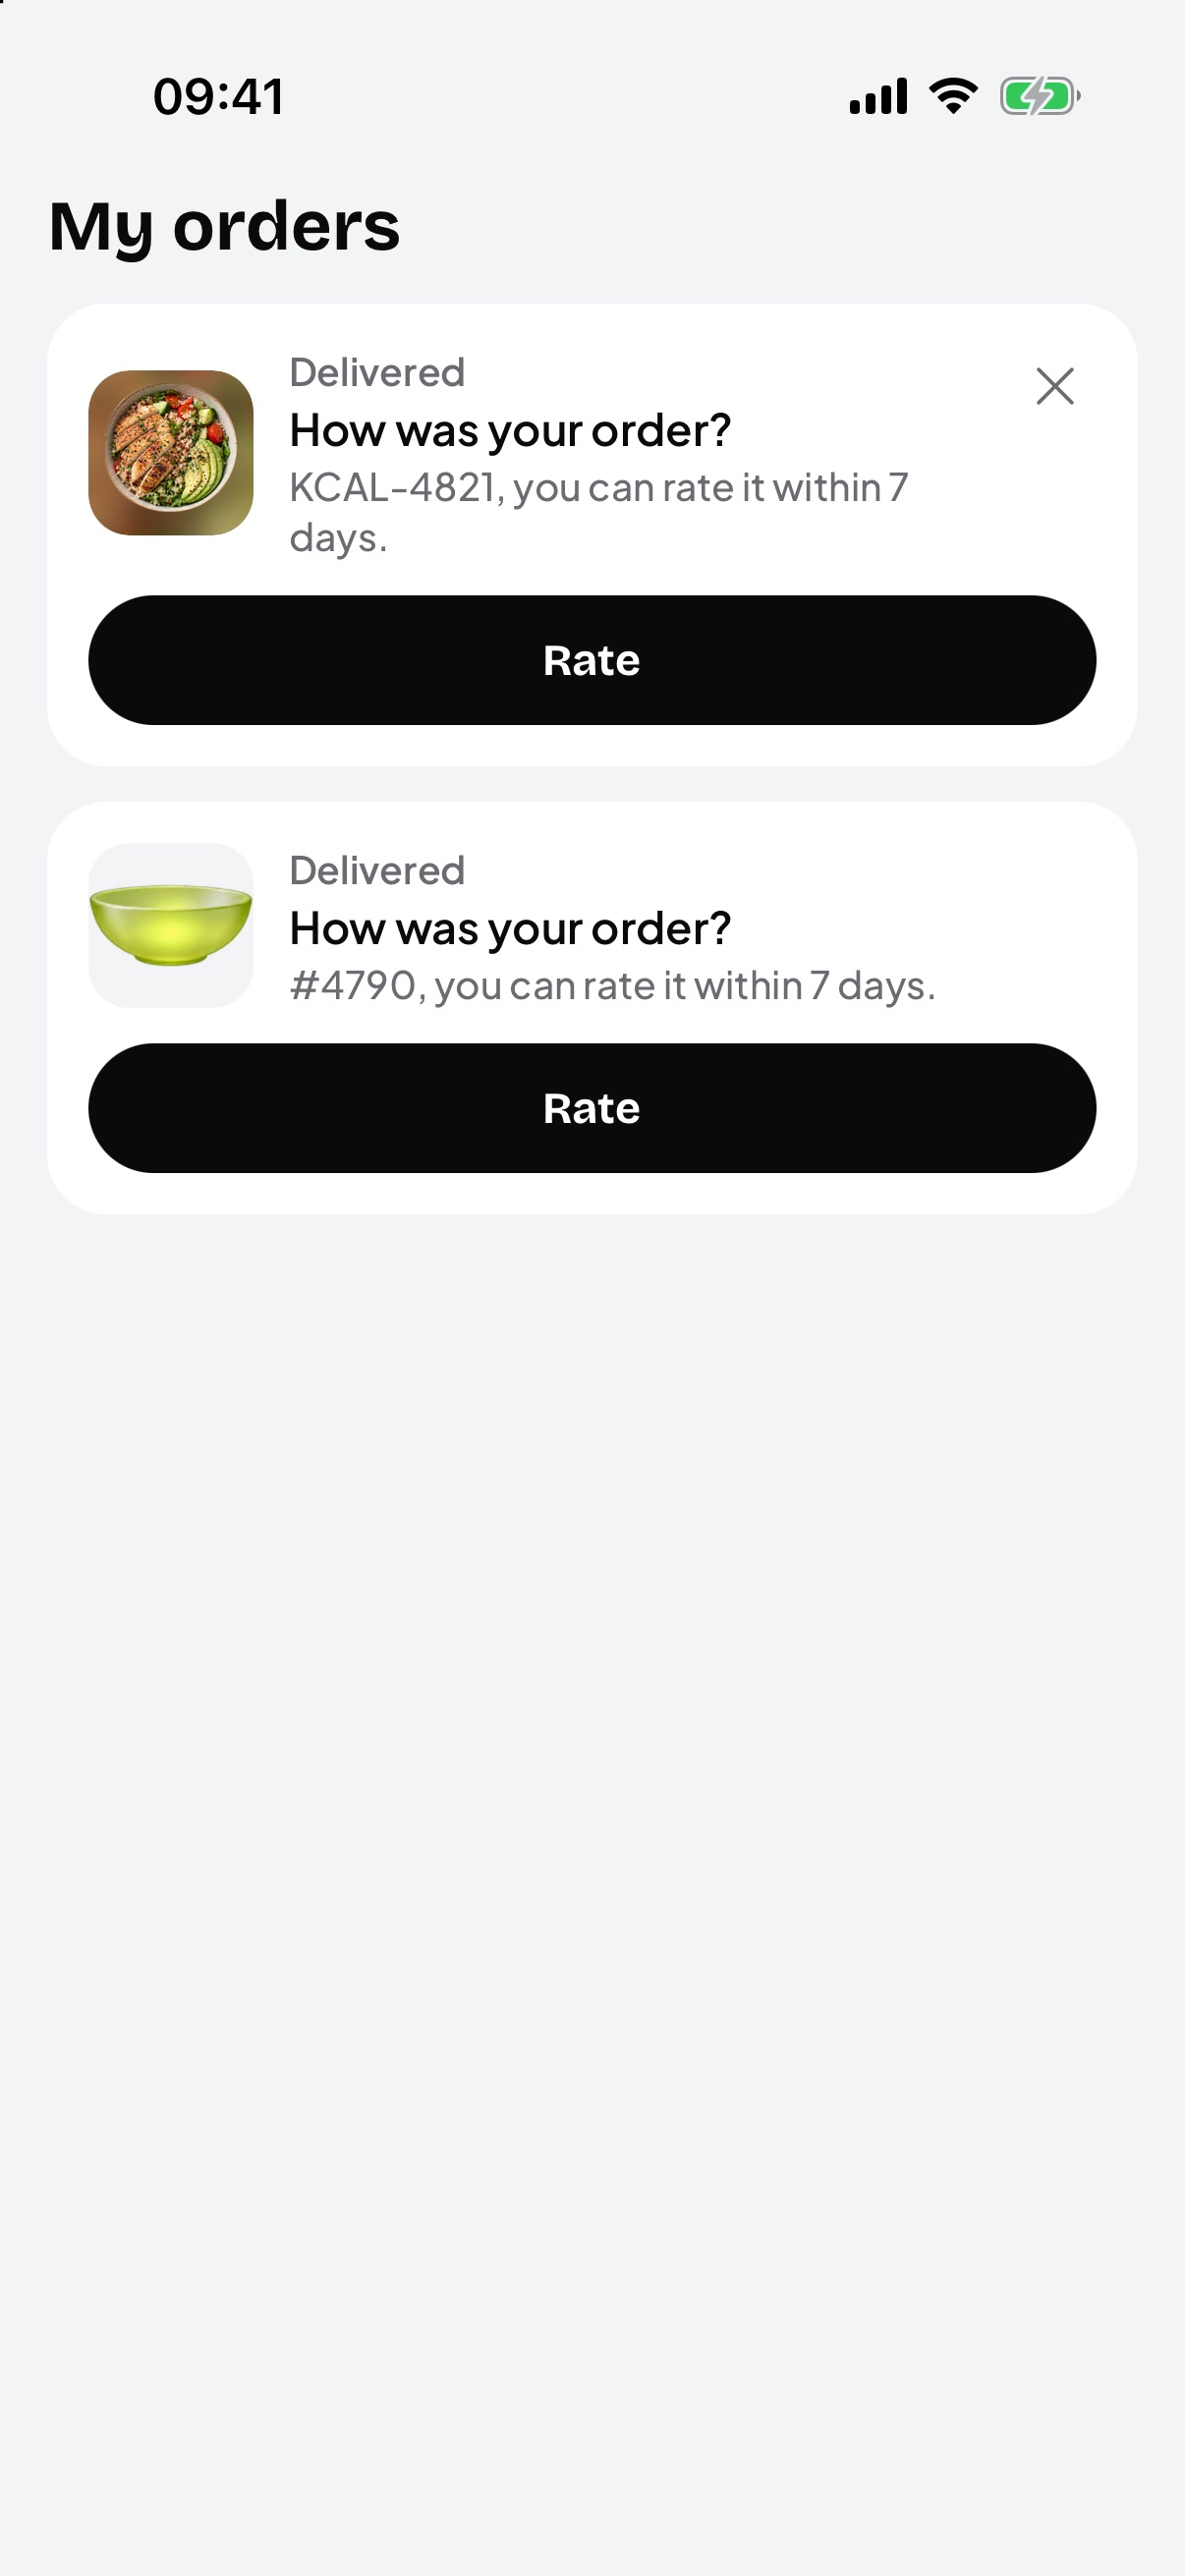 09:41
My orders
Delivered
How was your order?
KCAL-4821, you can rate it within 7
days.
Rate
Delivered
How was your order?
#4790, you can rate it within 7 days.
Rate